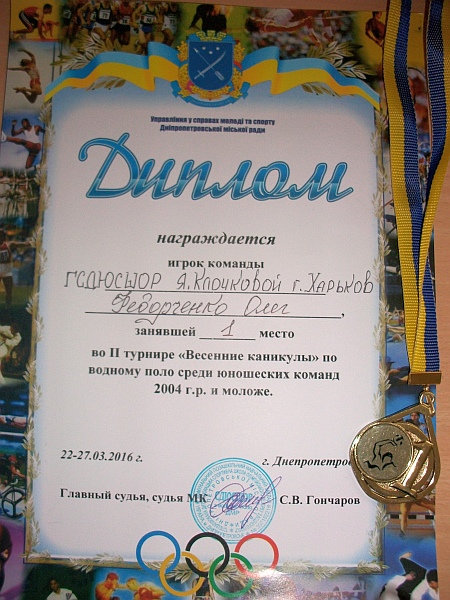 Управління у справах молоді та спорту
Дніпропетровської міської ради
Диплом
награждается
игрок команды
Я.Клочковой г. Харьков
Федорченко Олег,
занявшей 1 место
во II турнире «Весенние каникулы» по
водному поло среди юношеских команд
2004 г.р. и моложе.
22-27.03.2016 г.
г. Днепропетров
Главный судья, судья МК
С.В. Гончаров